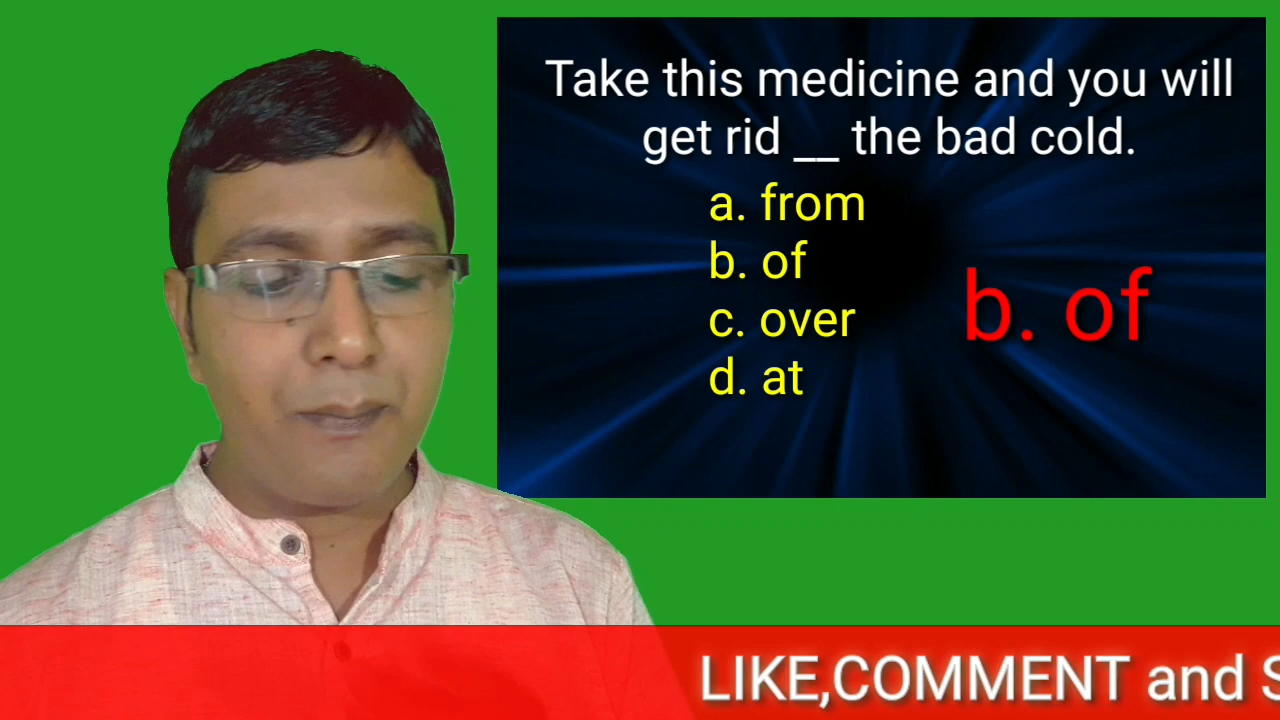 Take this medicine and you will
get rid __ the bad cold.
a. from
b. of
c. over
d. at
b. of
LIKE,COMMENT and S